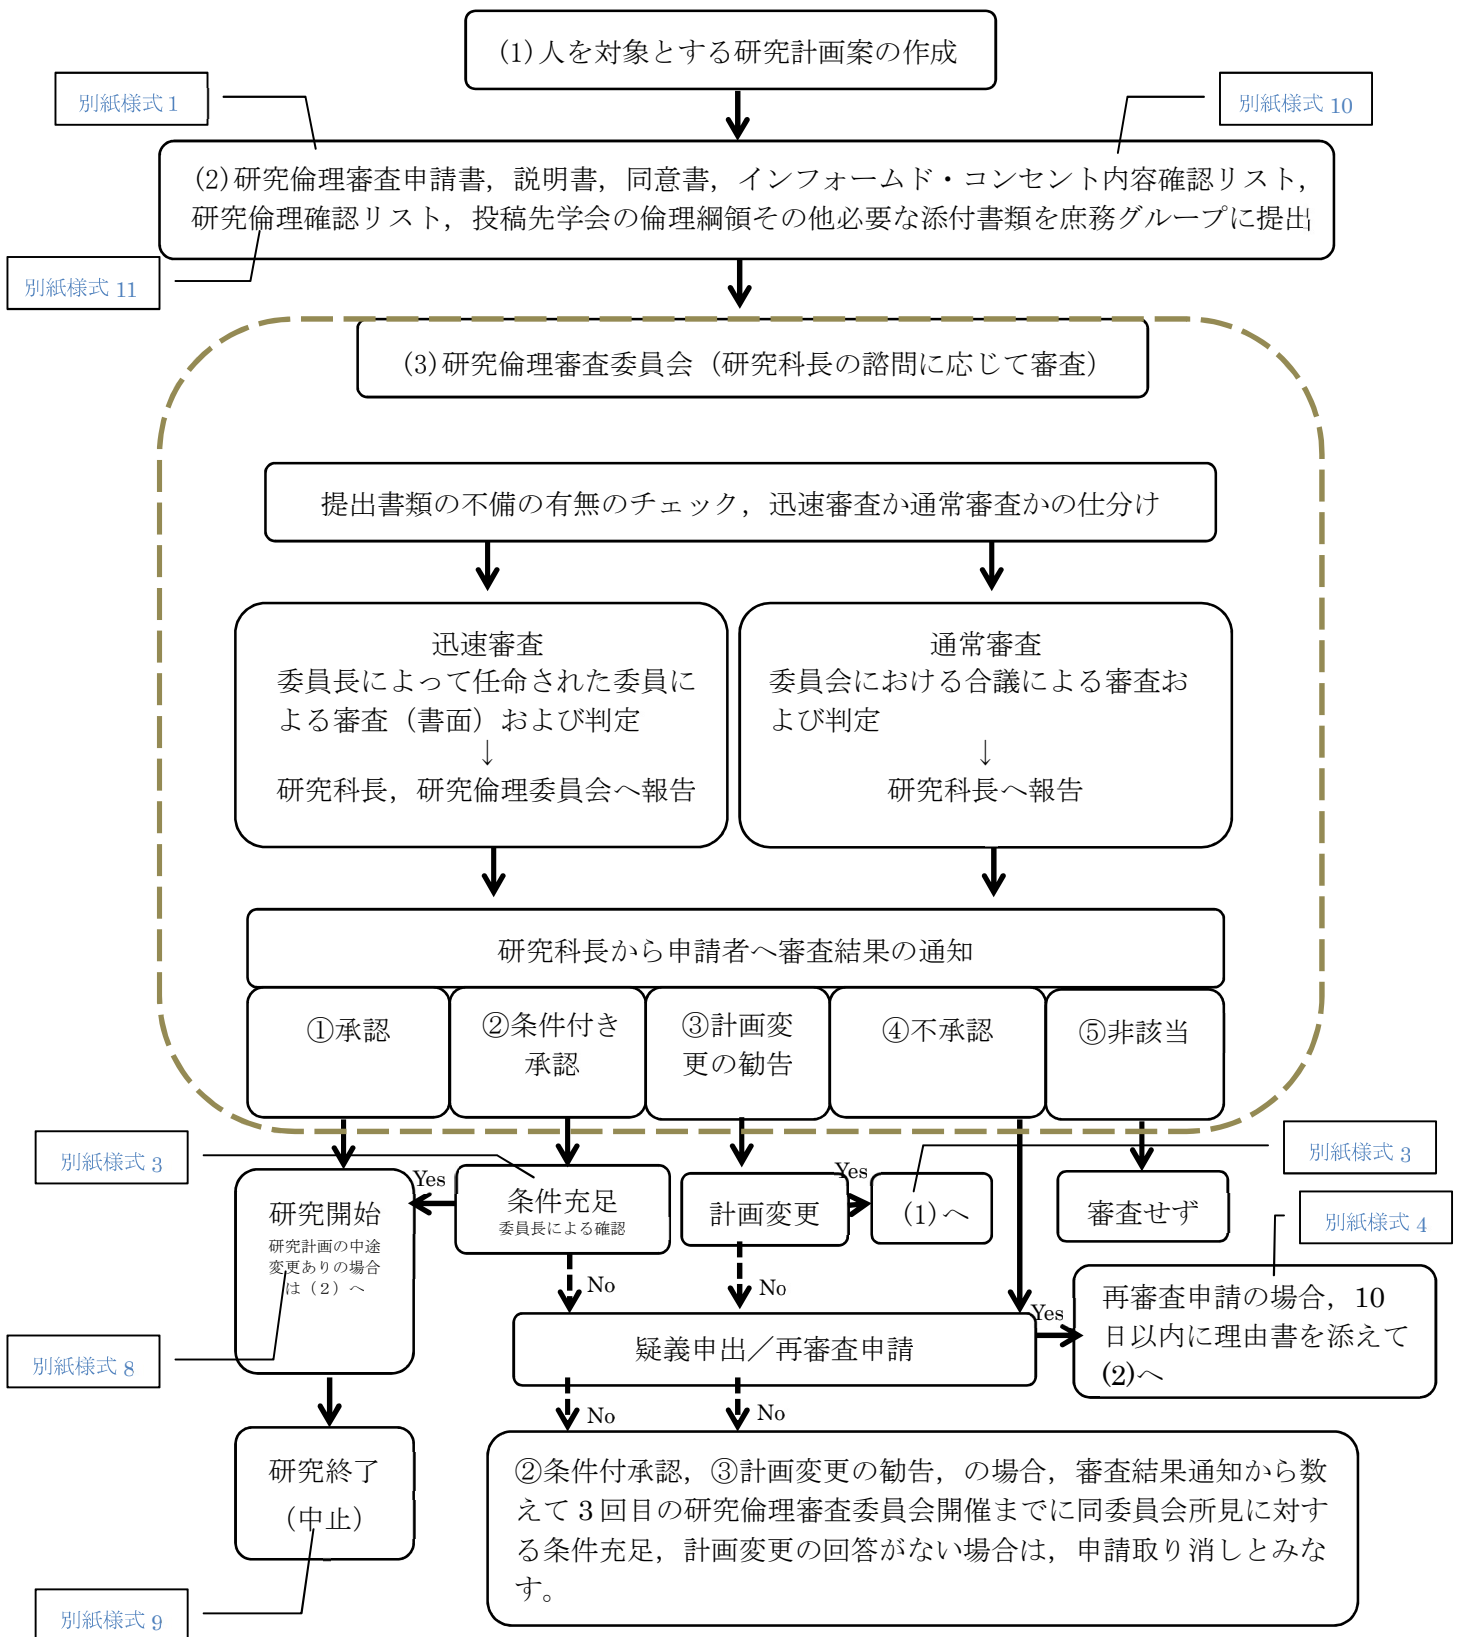 (1)人を対象とする研究計画案の作成
別紙様式 1
別紙様式 10
(2)研究倫理審査申請書，説明書，同意書，インフォームド・コンセント内容確認リスト，
研究倫理確認リスト，投稿先学会の倫理綱領その他必要な添付書類を庶務グループに提出
別紙様式 11
(3)研究倫理審査委員会（研究科長の諮問に応じて審査）
提出書類の不備の有無のチェック，迅速審査か通常審査かの仕分け
迅速審査
委員長によって任命された委員に
よる審査（書面）および判定
↓
研究科長，研究倫理委員会へ報告
通常審査
委員会における合議による審査お
よび判定
↓
研究科長へ報告
研究科長から申請者へ審査結果の通知
①承認
②条件付き
承認
③計画変
更の勧告
④不承認
⑤非該当
別紙様式 3
別紙様式 3
研究開始
研究計画の中途
変更ありの場合
は（２）へ
Yes
条件充足
委員長による確認
計画変更
Yes
(1)へ
審査せず
別紙様式 4
No
No
疑義申出／再審査申請
Yes
再審査申請の場合，10
日以内に理由書を添えて
(2)へ
別紙様式 8
No
No
研究終了
（中止）
②条件付承認，③計画変更の勧告，の場合，審査結果通知から数
えて 3 回目の研究倫理審査委員会開催までに同委員会所見に対す
る条件充足，計画変更の回答がない場合は，申請取り消しとみな
す。
別紙様式 9